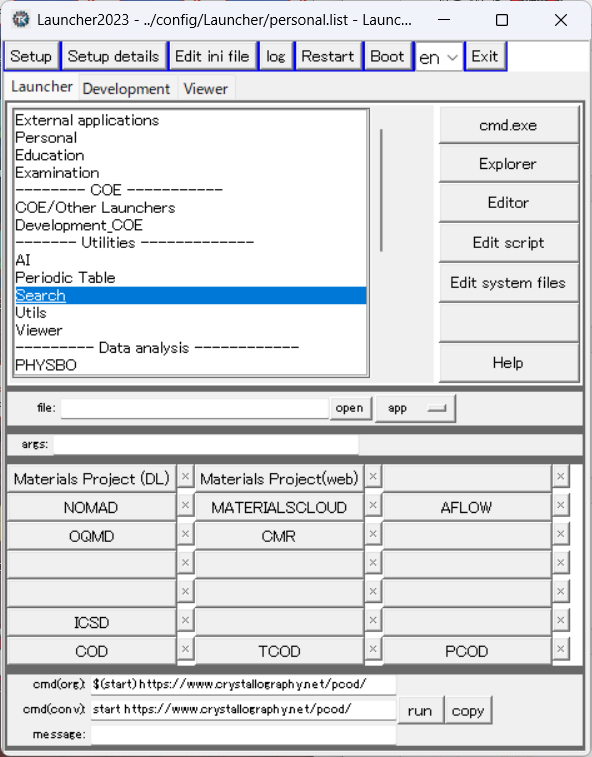 Launcher2023 - ../config/Launcher/personal.list - Launc...
Setup Setup details Edit ini file log Restart Boot en Exit
Launcher Development Viewer
External applications
Personal
Education
Examination
-------- COE -----------
COE/Other Launchers
Development_COE
------- Utilities -------------
AI
Periodic Table
Search
Utils
Viewer
--------- Data analysis ------------
PHYSBO
cmd.exe
Explorer
Editor
Edit script
Edit system files
Help
file: open app
args:
Materials Project (DL) × Materials Project(web) × ×
NOMAD × MATERIALSCLOUD × AFLOW ×
OQMD × CMR × ×
× × ×
× × ×
ICSD × × ×
COD × TCOD × PCOD ×
cmd(org): $(start) https://www.crystallography.net/pcod/
cmd(conv): start https://www.crystallography.net/pcod/ run copy
message: